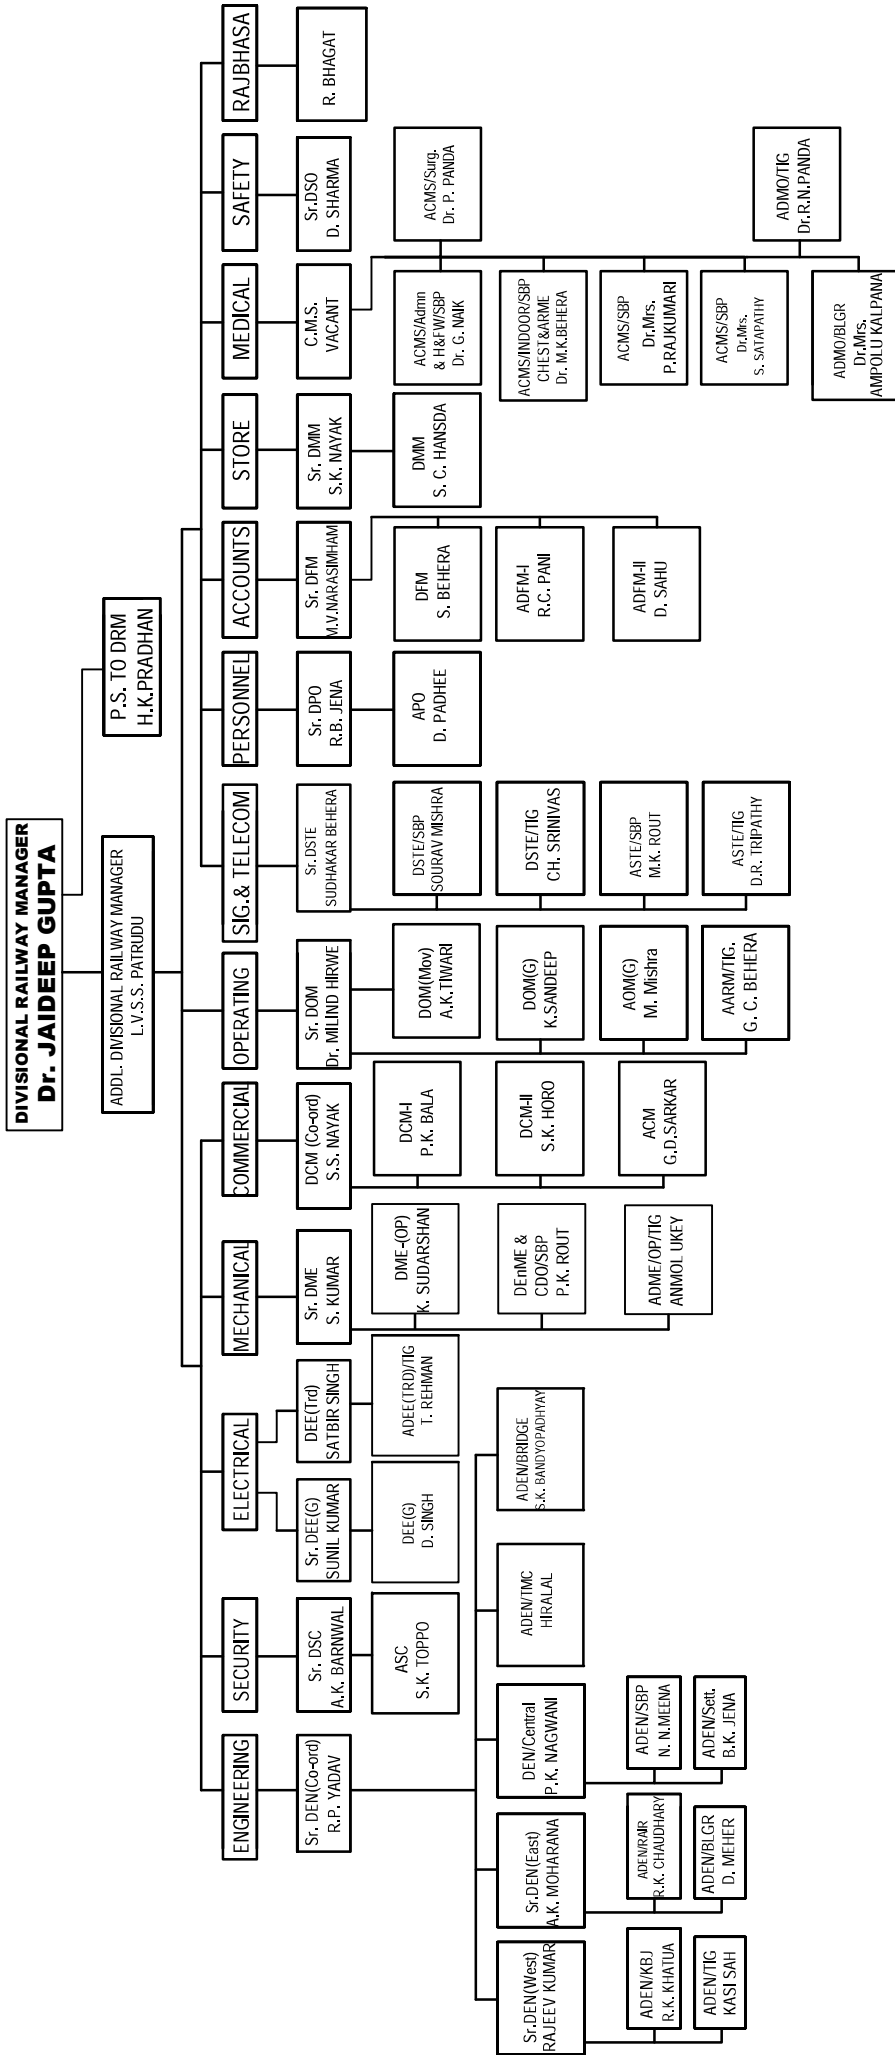 DIVISIONAL RAILWAY MANAGER
Dr. JAIDEEP GUPTA
ADDL. DIVISIONAL RAILWAY MANAGER
L.V.S.S. PATRUDU
P.S. TO DRM
H.K.PRADHAN
ENGINEERING
SECURITY
ELECTRICAL
MECHANICAL
COMMERCIAL
OPERATING
SIG.& TELECOM
PERSONNEL
ACCOUNTS
STORE
MEDICAL
SAFETY
RAJBHASA
Sr. DEN(Co-ord)
R.P. YADAV
Sr. DSC
A.K. BARNWAL
Sr. DEE(G)
SUNIL KUMAR
DEE(Trd)
SATBIR SINGH
Sr. DME
S. KUMAR
DCM (Co-ord)
S.S. NAYAK
Sr. DOM
Dr. MILIND HIRWE
Sr. DSTE
SUDHAKAR BEHERA
Sr. DPO
R.B. JENA
Sr. DFM
M.V.NARASIMHAM
Sr. DMM
S.K. NAYAK
C.M.S.
VACANT
Sr.DSO
D. SHARMA
R. BHAGAT
ASC
S.K. TOPPO
DEE(G)
D. SINGH
ADEE(TRD)/TIG
T. REHMAN
DME-(OP)
K. SUDARSHAN
DCM-I
P.K. BALA
DOM(Mov)
A.K.TIWARI
DSTE/SBP
SOURAV MISHRA
APO
D. PADHEE
DFM
S. BEHERA
DMM
S. C. HANSDA
ACMS/Admn
& H&FW/SBP
Dr. G. NAIK
ACMS/Surg.
Dr. P. PANDA
Sr.DEN(West)
RAJEEV KUMAR
Sr.DEN(East)
A.K. MOHARANA
DEN/Central
P.K. NAGWANI
ADEN/TMC
HIRALAL
ADEN/BRIDGE
S.K. BANDYOPADHYAY
DEnME &
CDO/SBP
P.K. ROUT
DCM-II
S.K. HORO
DOM(G)
K.SANDEEP
DSTE/TIG
CH. SRINIVAS
ADFM-I
R.C. PANI
ACMS/INDOOR/SBP
CHEST&ARME
Dr. M.K.BEHERA
ADEN/KBJ
R.K. KHATUA
ADEN/RAIR
R.K. CHAUDHARY
ADEN/SBP
N. N.MEENA
ADME/OP/TIG
ANMOL UKEY
ACM
G.D.SARKAR
AOM(G)
M. Mishra
ASTE/SBP
M.K. ROUT
ADFM-II
D. SAHU
ACMS/SBP
Dr.Mrs.
P.RAJKUMARI
ADEN/TIG
KASI SAH
ADEN/BLGR
D. MEHER
ADEN/Sett.
B.K. JENA
AARM/TIG.
G. C. BEHERA
ASTE/TIG
D.R. TRIPATHY
ACMS/SBP
Dr.Mrs.
S. SATAPATHY
ADMO/TIG
Dr.R.N.PANDA
ADMO/BLGR
Dr.Mrs.
AMPOLU KALPANA